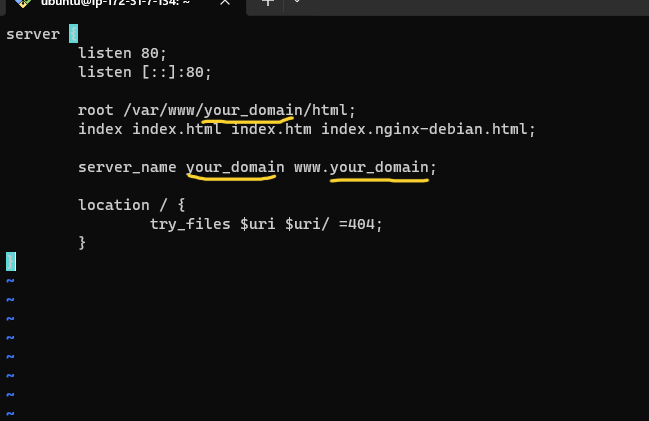 ubuntu@ip-172-31-7-134: ~
server {
listen 80;
listen [::]:80;
root /var/www/your_domain/html;
index index.html index.htm index.nginx-debian.html;
server_name your_domain www.your_domain;
location / {
try_files $uri $uri/ =404;
}
}
~
~
~
~
~
~
~
~